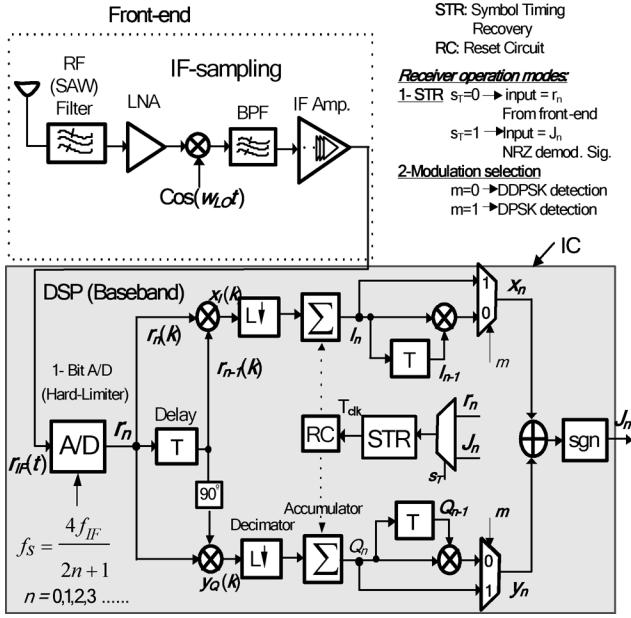 Front-end
IF-sampling
RF
(SAW)
Filter
LNA
BPF
IF Amp.
Cos(wLOt)
STR: Symbol Timing
Recovery
RC: Reset Circuit
Receiver operation modes:
1- STR sT=0 → input = rn
From front-end
sT=1 → Input = Jn
NRZ demod. Sig.
2-Modulation selection
m=0 → DDPSK detection
m=1 → DPSK detection
IC
DSP (Baseband)
xI(k)
rn(k)
rn-1(k)
L↓
Σ
In
T
In-1
1
0
m
xn
1- Bit A/D
(Hard-Limiter)
rn
A/D
rIF(t)
Delay
T
90°
RC
Tclk
STR
rn
Jn
sT
sgn
Jn
fs = 4fIF / 2n+1
n = 0,1,2,3 ......
Decimator
L↓
yQ(k)
Accumulator
Σ
Qn
T
Qn-1
m
0
1
yn